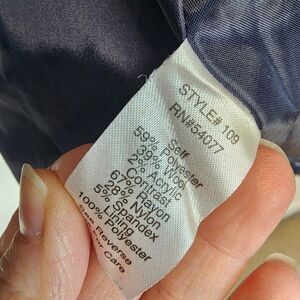 STYLE# 109
RN#54077
Self
59% Polyester
39% Wool
2% Acrylic
Contrast
67% Rayon
28% Nylon
5% Spandex
Lining
100% Polyester
See Reverse
For Care